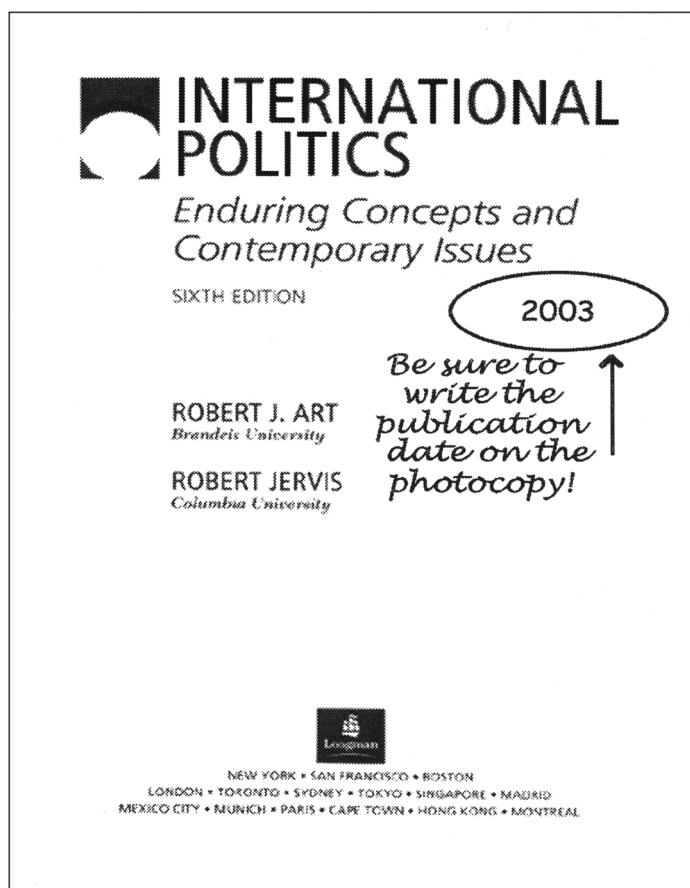 INTERNATIONAL
POLITICS
Enduring Concepts and
Contemporary Issues
SIXTH EDITION
2003
Be sure to
write the
publication
date on the
photocopy!
ROBERT J. ART
Brandeis University
ROBERT JERVIS
Columbia University
Longman
NEW YORK • SAN FRANCISCO • BOSTON
LONDON • TORONTO • SYDNEY • TOKYO • SINGAPORE • MADRID
MEXICO CITY • MUNICH • PARIS • CAPE TOWN • HONG KONG • MONTREAL